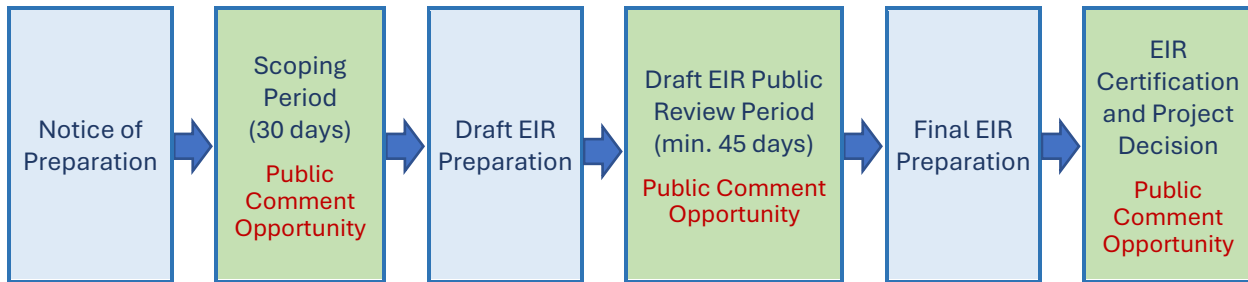 Notice of
Preparation
Scoping
Period
(30 days)
Public
Comment
Opportunity
Draft EIR
Preparation
Draft EIR Public
Review Period
(min. 45 days)
Public Comment
Opportunity
Final EIR
Preparation
EIR
Certification
and Project
Decision
Public
Comment
Opportunity